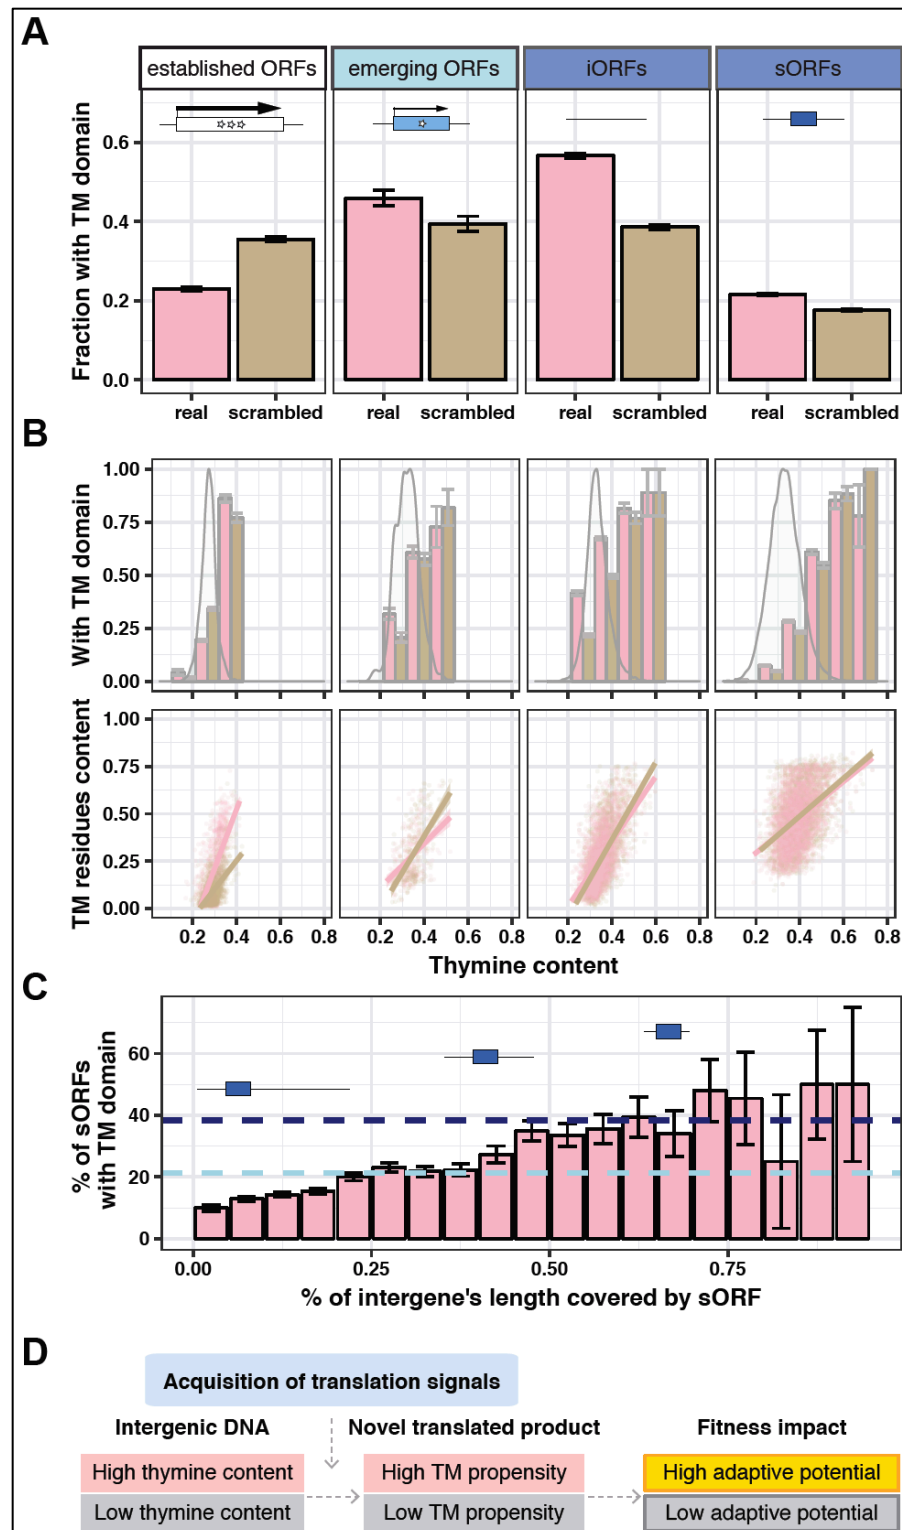 A
established ORFs
emerging ORFs
iORFs
sORFs
Fraction with TM domain
0.6
0.4
0.2
0.0
real scrambled real scrambled real scrambled real scrambled
B
With TM domain
1.00
0.75
0.50
0.25
0.00
TM residues content
1.00
0.75
0.50
0.25
0.00
0.2 0.4 0.6 0.8 0.2 0.4 0.6 0.8 0.2 0.4 0.6 0.8 0.2 0.4 0.6 0.8
Thymine content
C
% of sORFs
with TM domain
60
40
20
0
0.00 0.25 0.50 0.75
% of intergene's length covered by sORF
D
Acquisition of translation signals
Intergenic DNA Novel translated product Fitness impact
High thymine content High TM propensity High adaptive potential
Low thymine content Low TM propensity Low adaptive potential